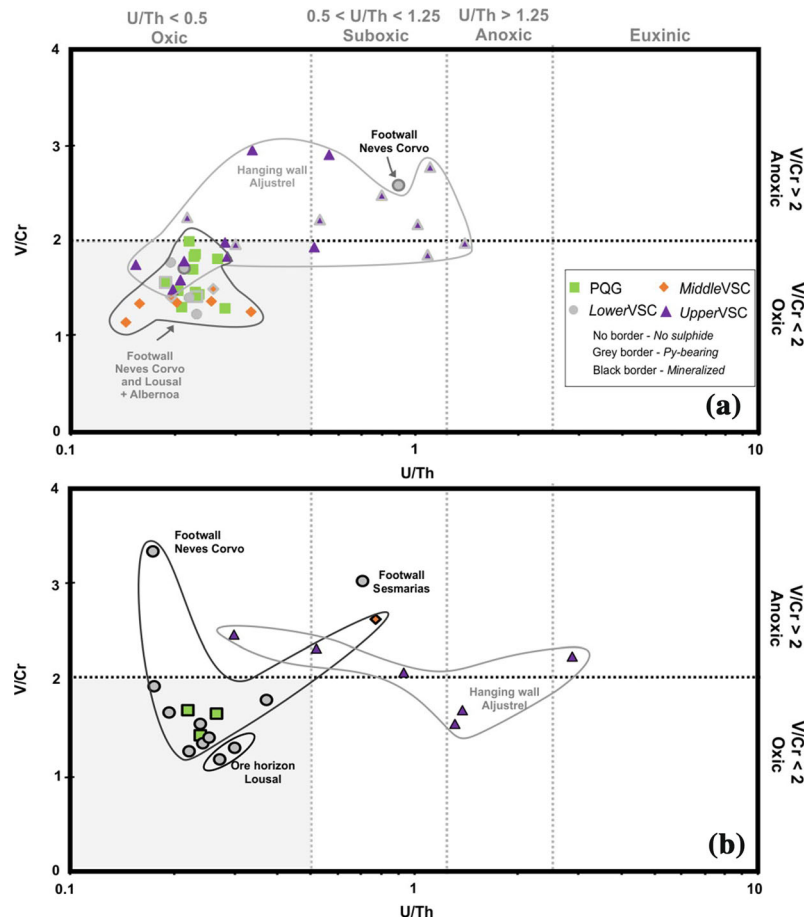 U/Th < 0.5
Oxic
0.5 < U/Th < 1.25
Suboxic
U/Th > 1.25
Anoxic
Euxinic
4
3
2
1
0
V/Cr
0.1
1
10
U/Th
V/Cr > 2
Anoxic
V/Cr < 2
Oxic
Footwall
Neves Corvo
Hanging wall
Aljustrel
Footwall
Neves Corvo
and Lousal
+ Albernoa
PQG
MiddleVSC
LowerVSC
UpperVSC
No border - No sulphide
Grey border - Py-bearing
Black border - Mineralized
(a)
4
3
2
1
0
V/Cr
0.1
1
10
U/Th
V/Cr > 2
Anoxic
V/Cr < 2
Oxic
Footwall
Neves Corvo
Footwall
Sesmarias
Hanging wall
Aljustrel
Ore horizon
Lousal
(b)